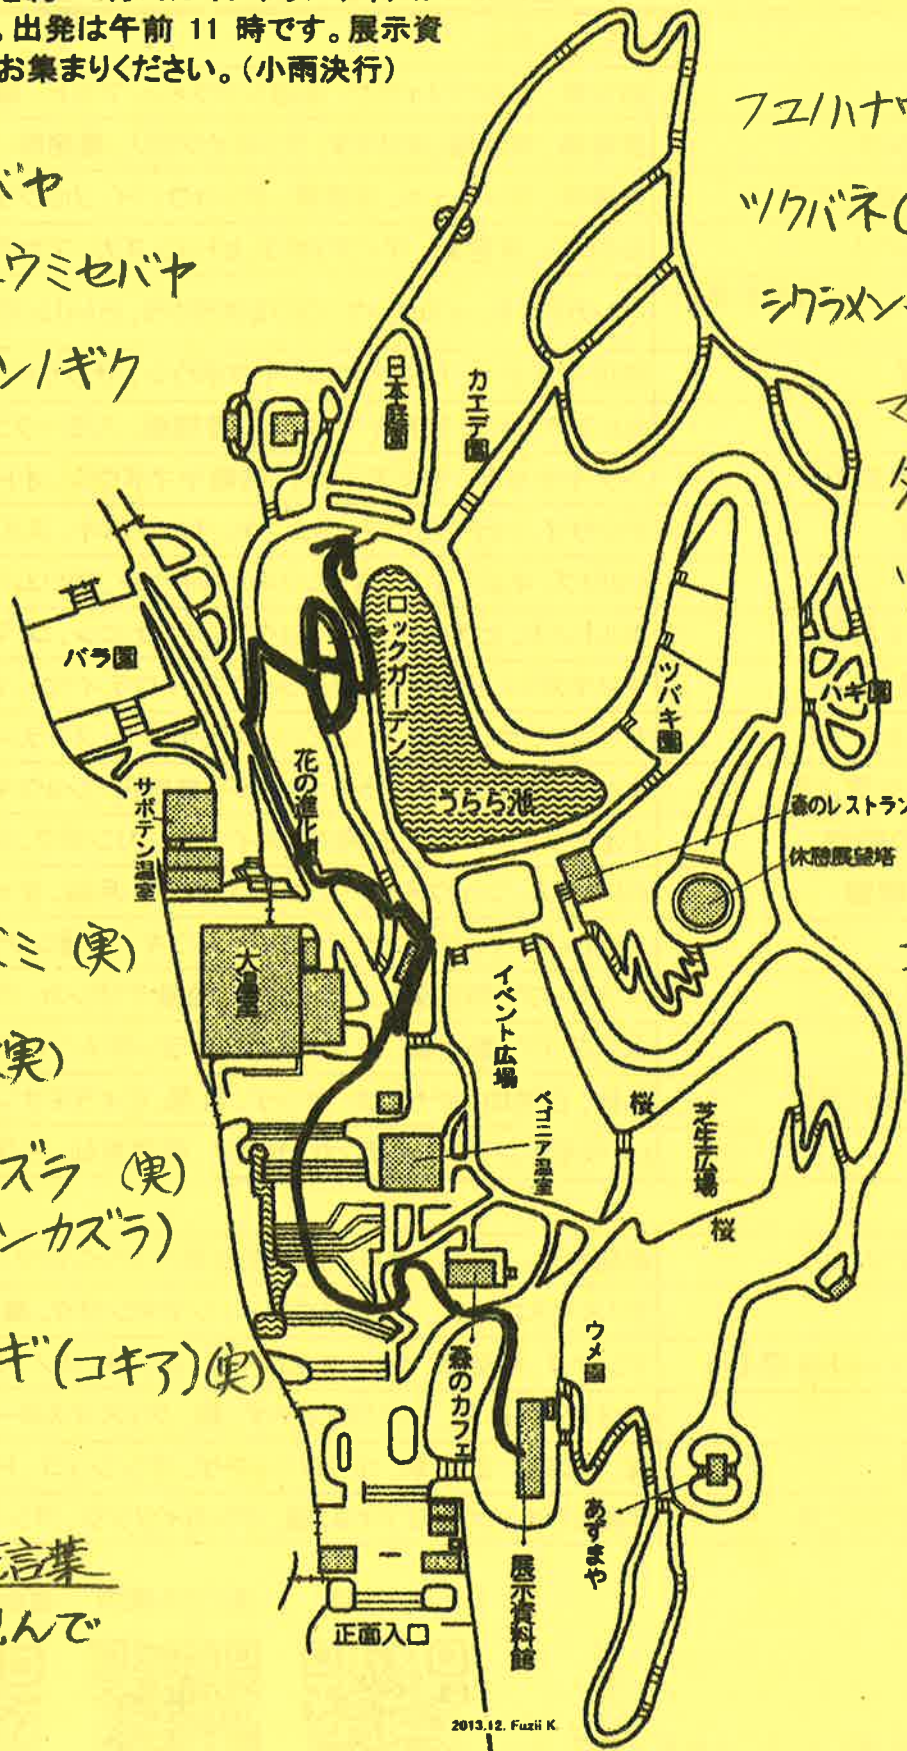 出発は午前 11 時です。展示資
お集まりください。(小雨決行)
バヤ
ウミセバヤ
ンノギク
フユノハナワ
ツクバネ(
シクラメン
マ
日本庭園
カエデ園
バラ園
ロックガーデン
ツバキ園
ハギ園
サボテン温室
花の進化
うらら池
森のレストラン
休憩展望塔
ズミ (実)
大温室
イベント広場
実)
ベゴニア温室
桜
芝生広場
桜
ズラ (実)
ンカズラ)
ギ(コキア)(実)
森のカフェ
ウメ園
あずまや
言葉
んで
展示資料館
正面入口
2013.12. Fuzii K